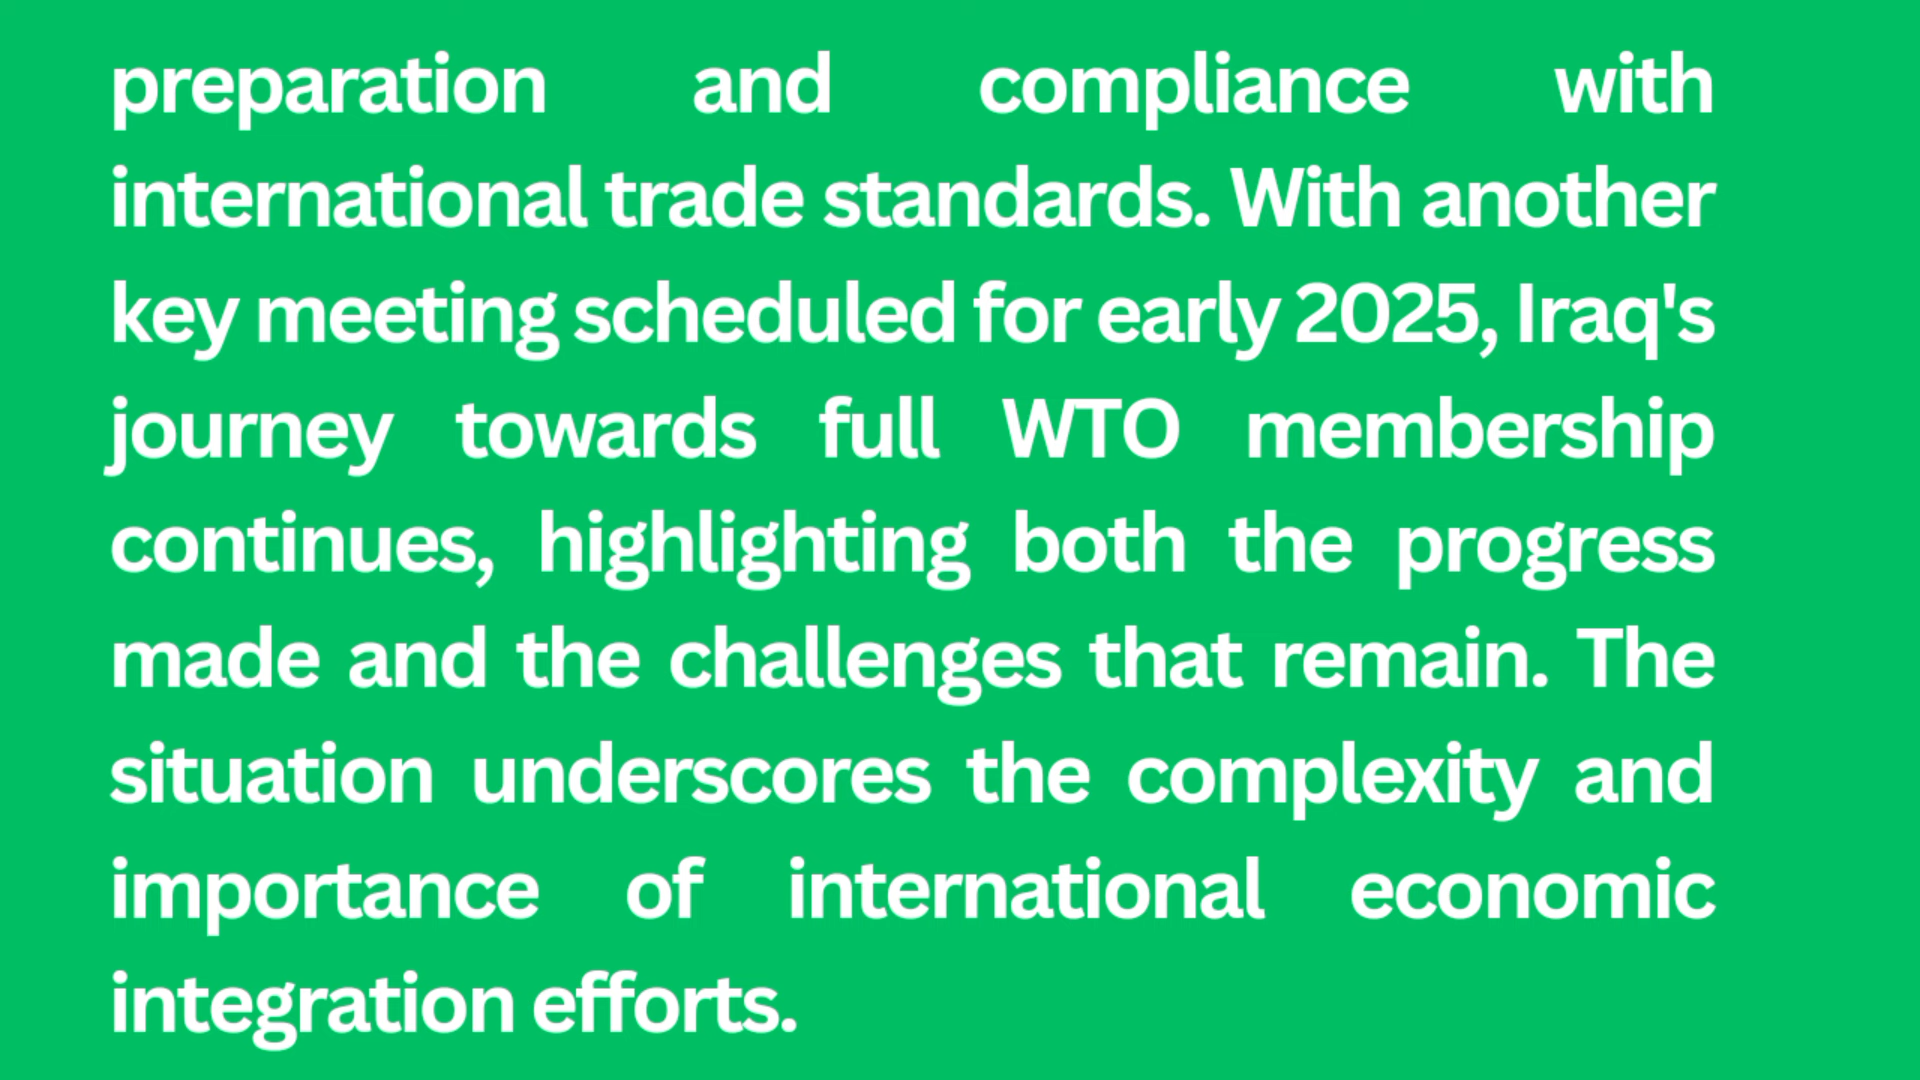 preparation and compliance with
international trade standards. With another
key meeting scheduled for early 2025, Iraq's
journey towards full WTO membership
continues, highlighting both the progress
made and the challenges that remain. The
situation underscores the complexity and
importance of international economic
integration efforts.